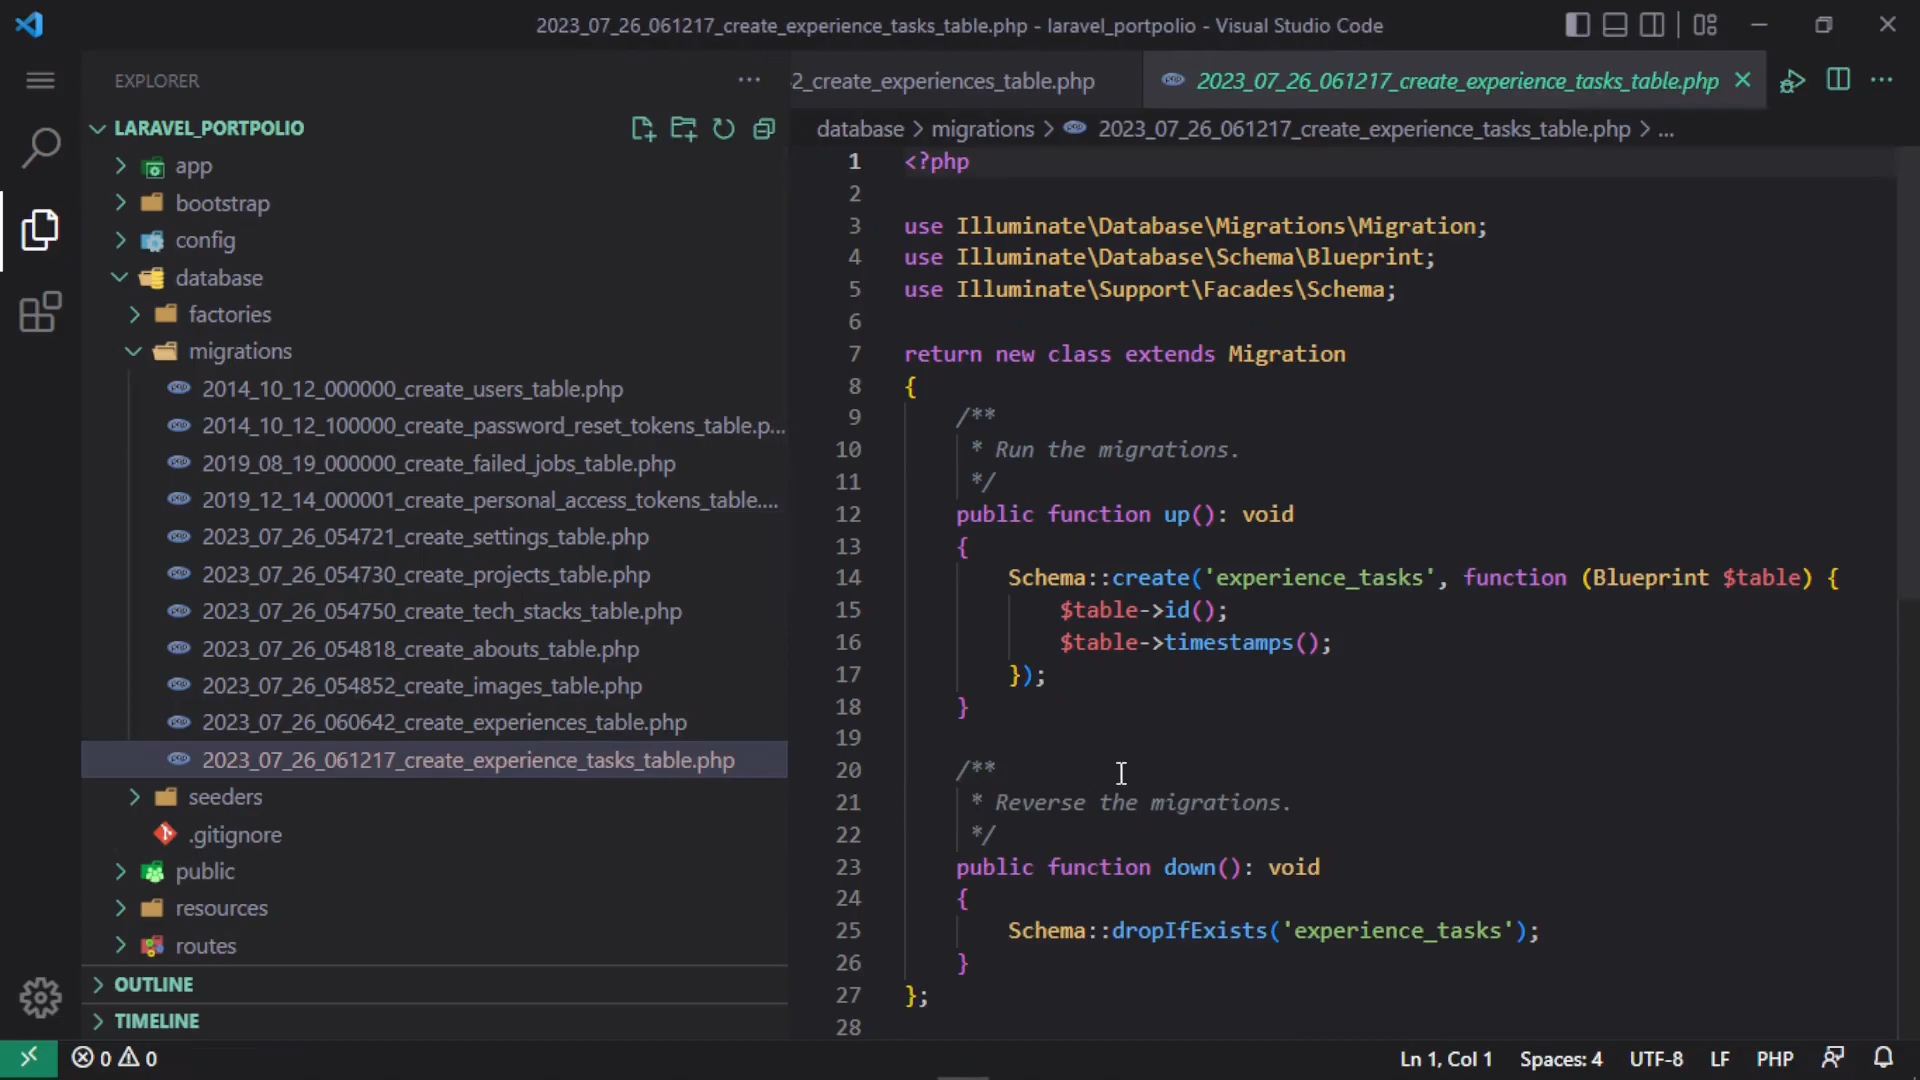 2023_07_26_061217_create_experience_tasks_table.php - laravel_portpolio - Visual Studio Code
EXPLORER
2_create_experiences_table.php
2023_07_26_061217_create_experience_tasks_table.php
LARAVEL_PORTPOLIO
database > migrations > 2023_07_26_061217_create_experience_tasks_table.php > ...
app
bootstrap
config
database
factories
migrations
2014_10_12_000000_create_users_table.php
2014_10_12_100000_create_password_reset_tokens_table.p...
2019_08_19_000000_create_failed_jobs_table.php
2019_12_14_000001_create_personal_access_tokens_table....
2023_07_26_054721_create_settings_table.php
2023_07_26_054730_create_projects_table.php
2023_07_26_054750_create_tech_stacks_table.php
2023_07_26_054818_create_abouts_table.php
2023_07_26_054852_create_images_table.php
2023_07_26_060642_create_experiences_table.php
2023_07_26_061217_create_experience_tasks_table.php
seeders
.gitignore
public
resources
routes
OUTLINE
TIMELINE
1 <?php
2
3 use Illuminate\Database\Migrations\Migration;
4 use Illuminate\Database\Schema\Blueprint;
5 use Illuminate\Support\Facades\Schema;
6
7 return new class extends Migration
8 {
9 /**
10 * Run the migrations.
11 */
12 public function up(): void
13 {
14 Schema::create('experience_tasks', function (Blueprint $table) {
15 $table->id();
16 $table->timestamps();
17 });
18 }
19
20 /**
21 * Reverse the migrations.
22 */
23 public function down(): void
24 {
25 Schema::dropIfExists('experience_tasks');
26 }
27 };
28
0 0
Ln 1, Col 1 Spaces: 4 UTF-8 LF PHP